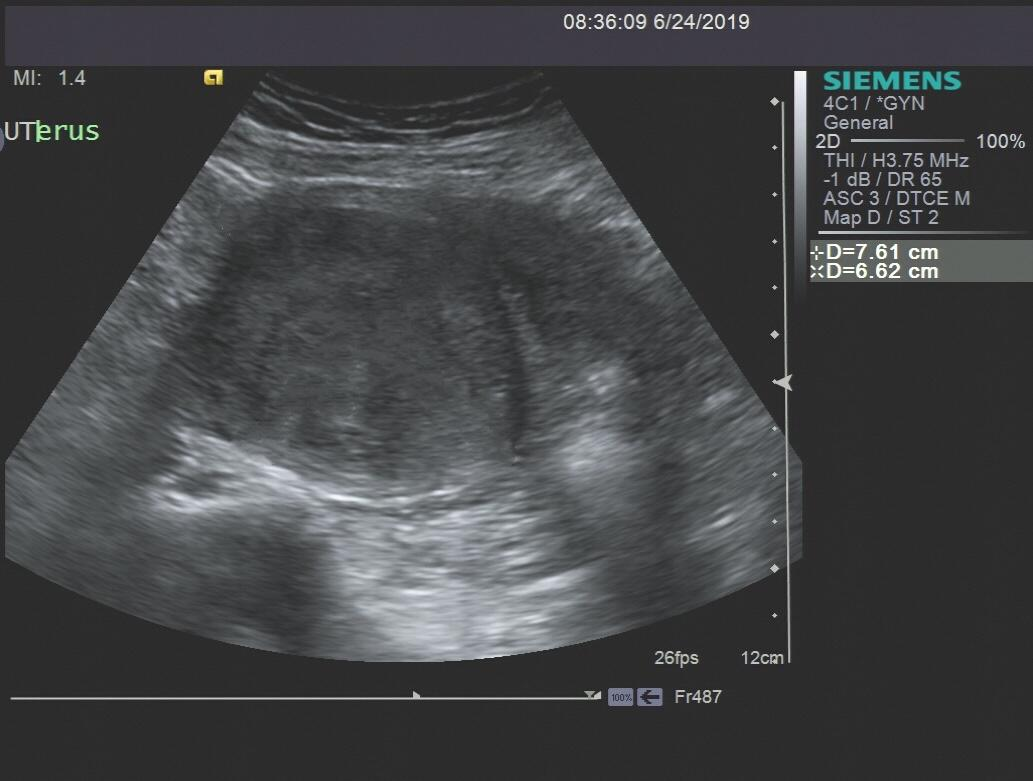 08:36:09 6/24/2019
MI: 1.4
UTerus
SIEMENS
4C1 / *GYN
General
2D 100%
THI / H3.75 MHz
-1 dB / DR 65
ASC 3 / DTCE M
Map D / ST 2
D=7.61 cm
D=6.62 cm
26fps 12cm
100% Fr487